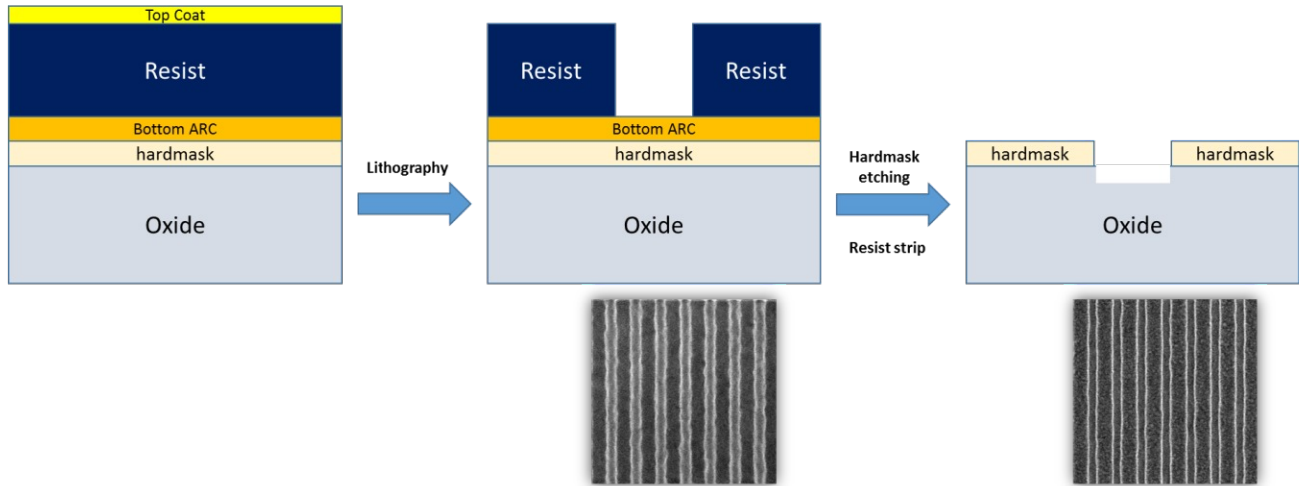 Top Coat
Resist
Bottom ARC
hardmask
Oxide
Lithography
Resist
Resist
Bottom ARC
hardmask
Oxide
Hardmask
etching
Resist strip
hardmask
hardmask
Oxide